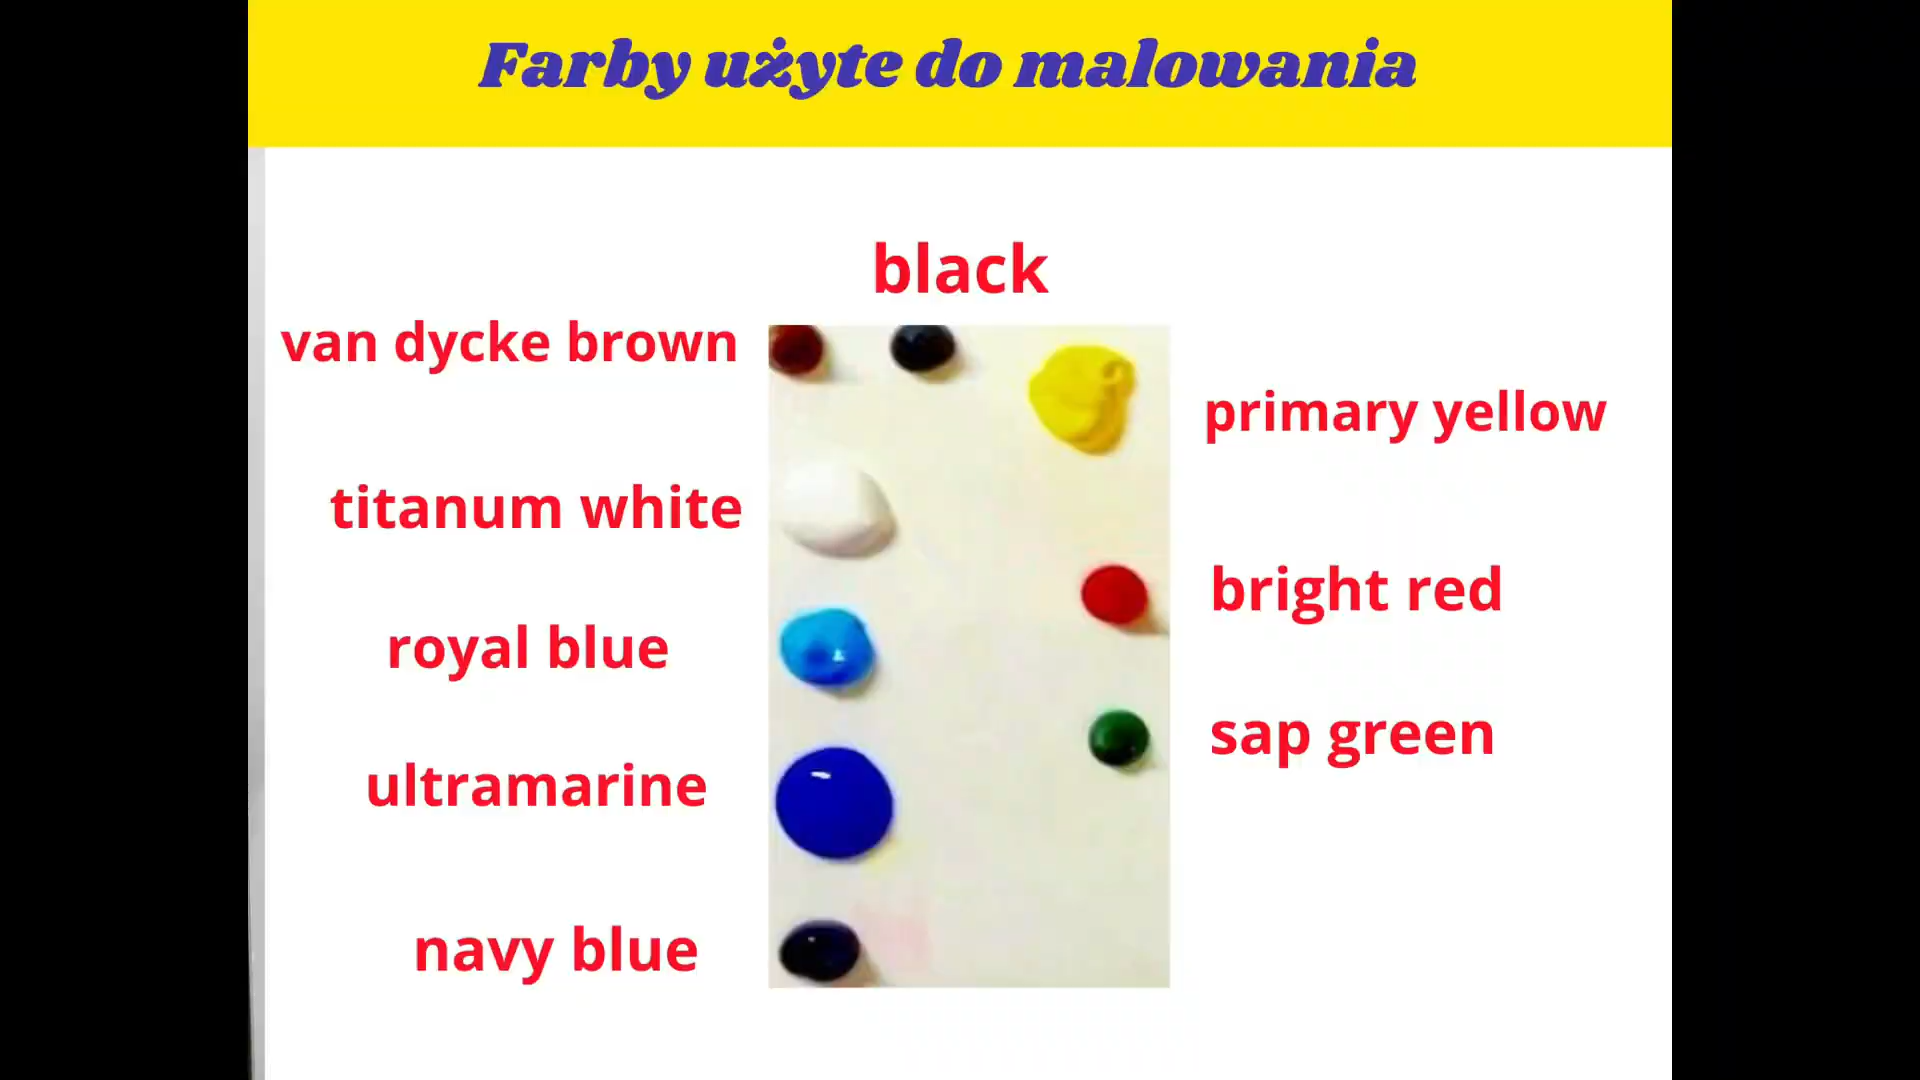 Farby użyte do malowania
black
van dycke brown
primary yellow
titanum white
bright red
royal blue
sap green
ultramarine
navy blue